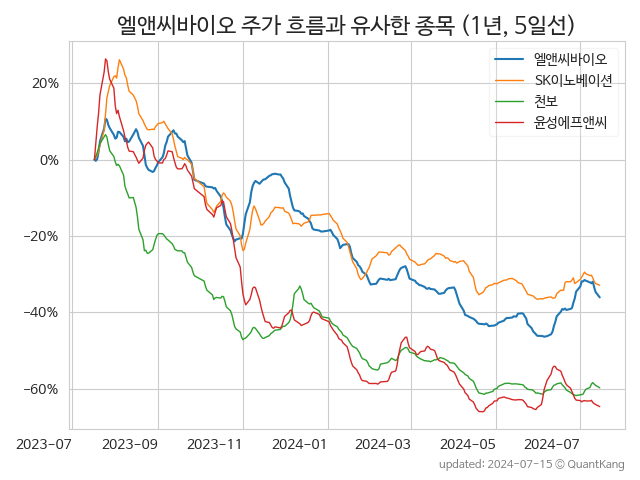 엘앤씨바이오 주가 흐름과 유사한 종목 (1년, 5일선)
엘앤씨바이오
SK이노베이션
천보
윤성에프앤씨
20%
0%
−20%
−40%
−60%
2023-07 2023-09 2023-11 2024-01 2024-03 2024-05 2024-07
updated: 2024-07-15 © QuantKang